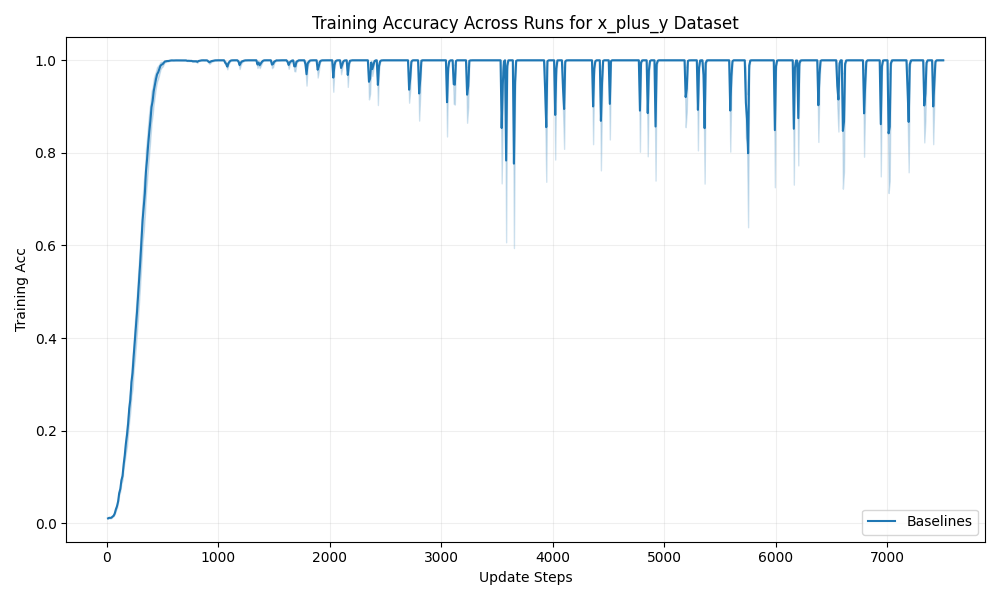 Training Accuracy Across Runs for x_plus_y Dataset
Training Acc
1.0
0.8
0.6
0.4
0.2
0.0
Baselines
0 1000 2000 3000 4000 5000 6000 7000
Update Steps